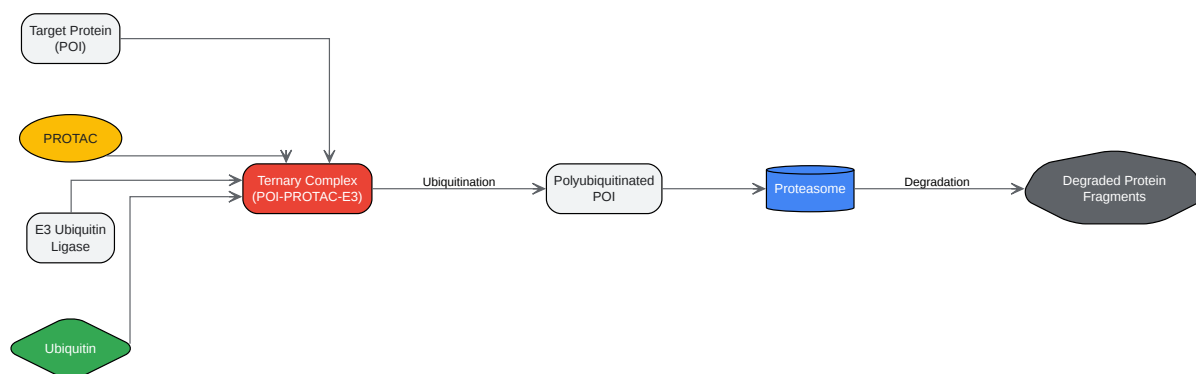 Target Protein
(POI)
PROTAC
E3 Ubiquitin
Ligase
Ubiquitin
Ternary Complex
(POI-PROTAC-E3)
Ubiquitination
Polyubiquitinated
POI
Proteasome
Degradation
Degraded Protein
Fragments